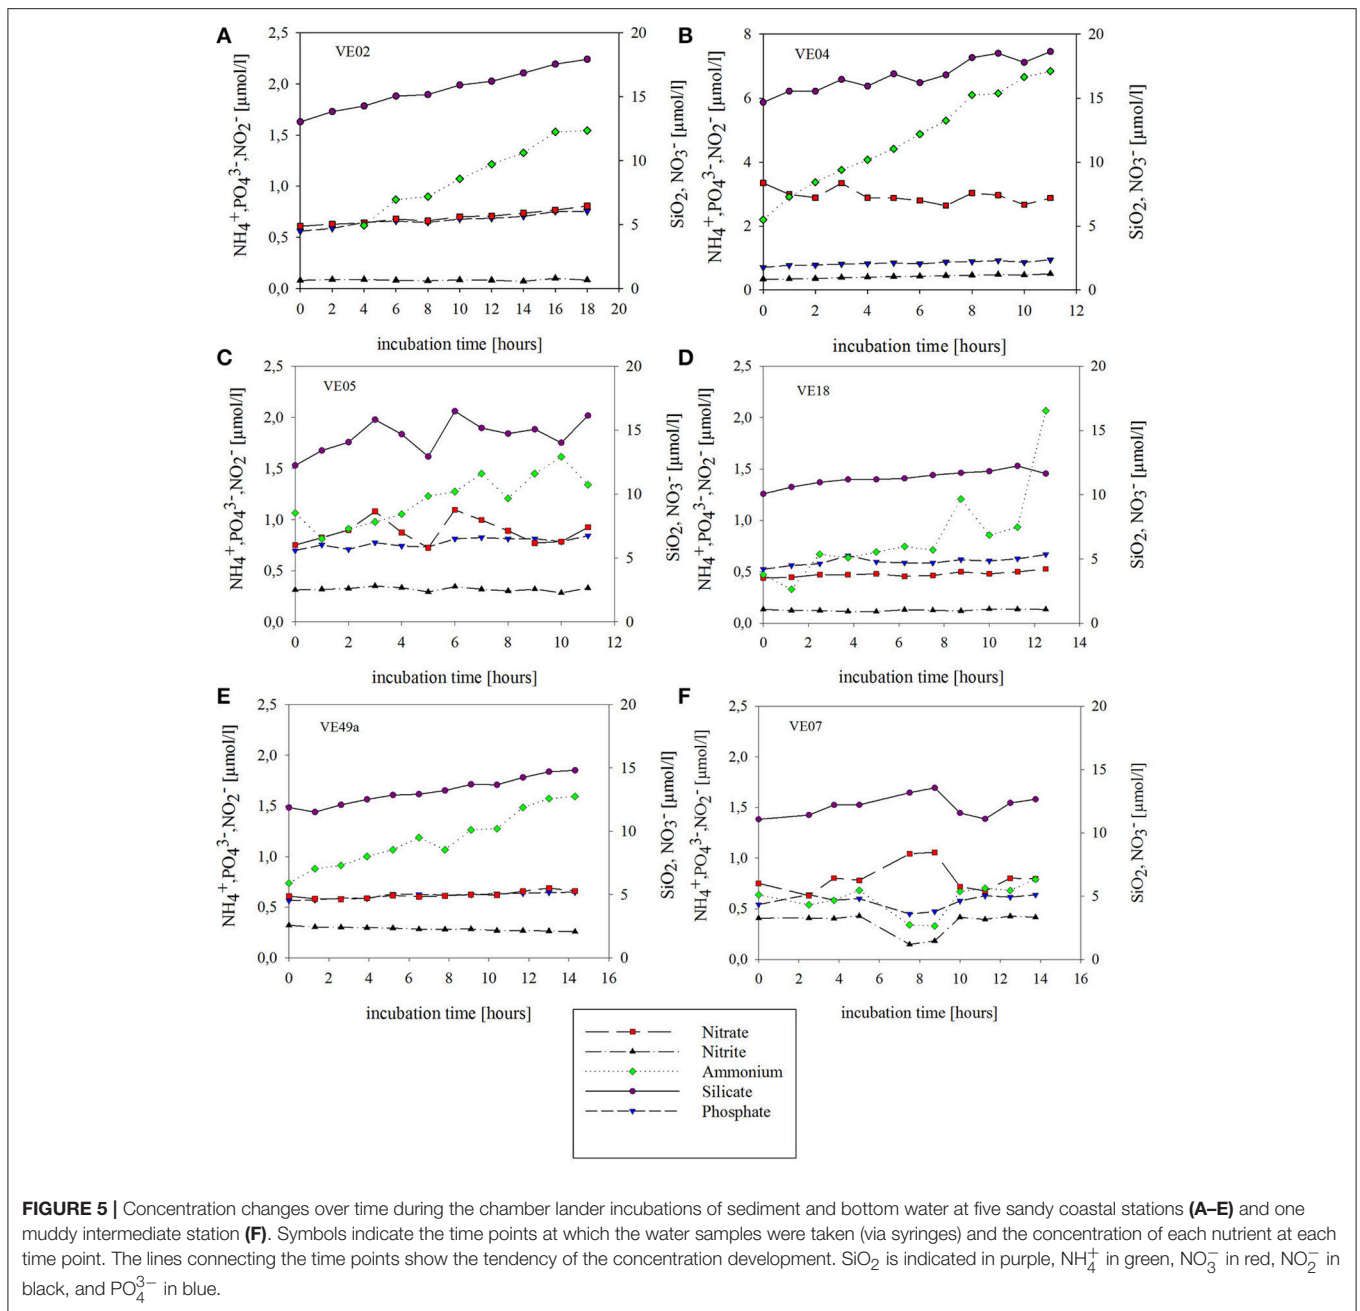 A
VE02
2,5
2,0
1,5
1,0
0,5
0,0
NH4+,PO4 3-,NO2- [µmol/l]
20
15
10
5
0
SiO2, NO3- [µmol/l]
0 2 4 6 8 10 12 14 16 18 20
incubation time [hours]
B
VE04
8
6
4
2
0
NH4+,PO4 3-,NO2- [µmol/l]
20
15
10
5
0
SiO2, NO3- [µmol/l]
0 2 4 6 8 10 12
incubation time [hours]
C
VE05
2,5
2,0
1,5
1,0
0,5
0,0
NH4+,PO4 3-,NO2- [µmol/l]
20
15
10
5
0
SiO2, NO3- [µmol/l]
0 2 4 6 8 10 12
incubation time [hours]
D
VE18
2,5
2,0
1,5
1,0
0,5
0,0
NH4+,PO4 3-,NO2- [µmol/l]
20
15
10
5
0
SiO2, NO3- [µmol/l]
0 2 4 6 8 10 12 14
incubation time [hours]
E
VE49a
2,5
2,0
1,5
1,0
0,5
0,0
NH4+,PO4 3-,NO2- [µmol/l]
20
15
10
5
0
SiO2, NO3- [µmol/l]
0 2 4 6 8 10 12 14 16
incubation time [hours]
F
VE07
2,5
2,0
1,5
1,0
0,5
0,0
NH4+,PO4 3-,NO2- [µmol/l]
20
15
10
5
0
SiO2, NO3- [µmol/l]
0 2 4 6 8 10 12 14 16
incubation time [hours]
Nitrate
Nitrite
Ammonium
Silicate
Phosphate
FIGURE 5 | Concentration changes over time during the chamber lander incubations of sediment and bottom water at five sandy coastal stations (A–E) and one
muddy intermediate station (F). Symbols indicate the time points at which the water samples were taken (via syringes) and the concentration of each nutrient at each
time point. The lines connecting the time points show the tendency of the concentration development. SiO2 is indicated in purple, NH4+ in green, NO3− in red, NO2− in
black, and PO4 3− in blue.